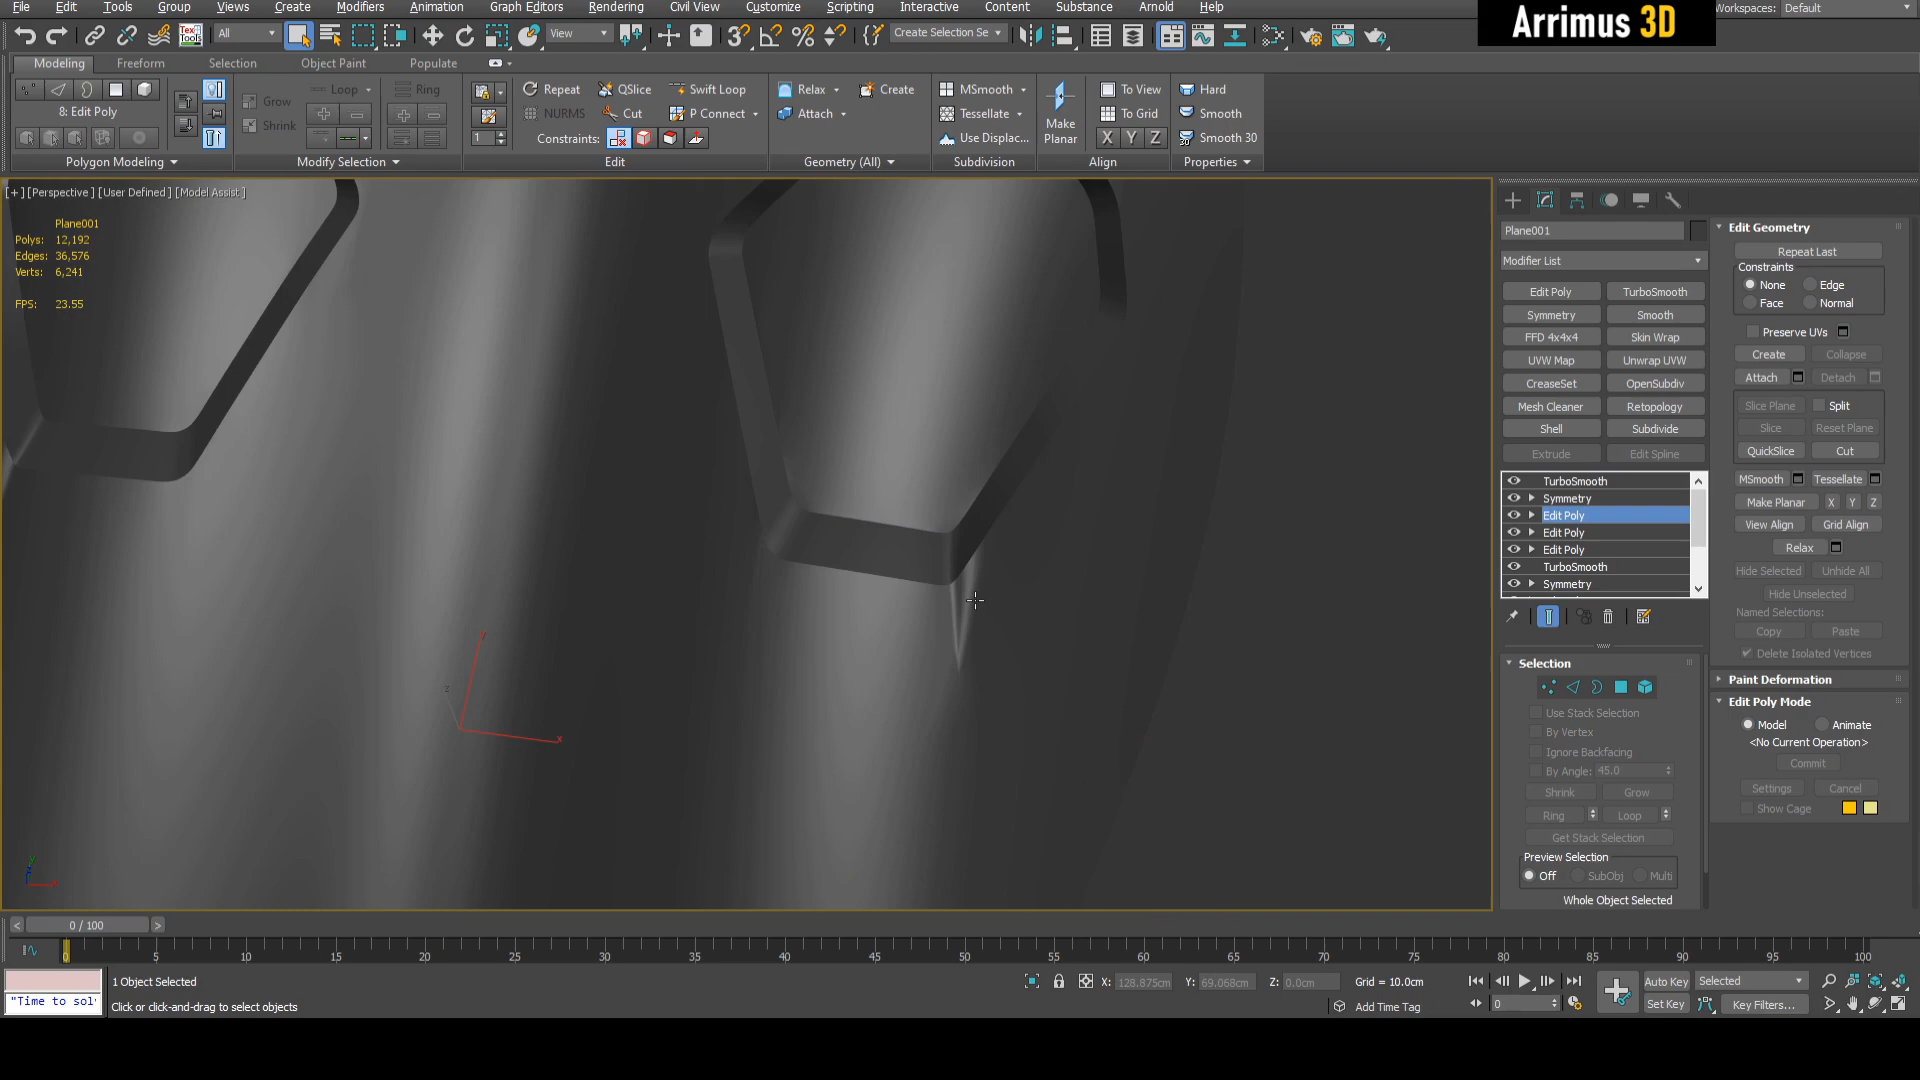 File Edit Tools Group Views Create Modifiers Animation Graph Editors Rendering Civil View Customize Scripting Interactive Content Substance Arnold Help
Arrimus 3D
Workspaces: Default
All
View
Create Selection Se
Modeling Freeform Selection Object Paint Populate
8: Edit Poly
Polygon Modeling
Loop Ring
Grow
Shrink
Modify Selection
Repeat QSlice Swift Loop
NURMS Cut P Connect
1 Constraints:
Edit
Relax Create
Attach
Geometry (All)
MSmooth
Tessellate
Use Displac...
Subdivision
Make
Planar
To View
To Grid
X Y Z
Align
Hard
Smooth
Smooth 30
Properties
[+] [Perspective] [User Defined] [Model Assist]
Plane001
Polys: 12,192
Edges: 36,576
Verts: 6,241
FPS: 23.55
y
z
x
Plane001
Modifier List
Edit Poly TurboSmooth
Symmetry Smooth
FFD 4x4x4 Skin Wrap
UVW Map Unwrap UVW
CreaseSet OpenSubdiv
Mesh Cleaner Retopology
Shell Subdivide
Extrude Edit Spline
TurboSmooth
Symmetry
Edit Poly
Edit Poly
Edit Poly
TurboSmooth
Symmetry
Selection
Use Stack Selection
By Vertex
Ignore Backfacing
By Angle: 45.0
Shrink Grow
Ring Loop
Get Stack Selection
Preview Selection
Off SubObj Multi
Whole Object Selected
Edit Geometry
Repeat Last
Constraints
None Edge
Face Normal
Preserve UVs
Create Collapse
Attach Detach
Slice Plane Split
Slice Reset Plane
QuickSlice Cut
MSmooth Tessellate
Make Planar X Y Z
View Align Grid Align
Relax
Hide Selected Unhide All
Hide Unselected
Named Selections:
Copy Paste
Delete Isolated Vertices
Paint Deformation
Edit Poly Mode
Model Animate
<No Current Operation>
Commit
Settings Cancel
Show Cage
< 0 / 100 >
0 5 10 15 20 25 30 35 40 45 50 55 60 65 70 75 80 85 90 95 100
"Time to sol
1 Object Selected
Click or click-and-drag to select objects
X: 128.875cm Y: 69.068cm Z: 0.0cm Grid = 10.0cm
Add Time Tag
0
Auto Key Selected
Set Key Key Filters...